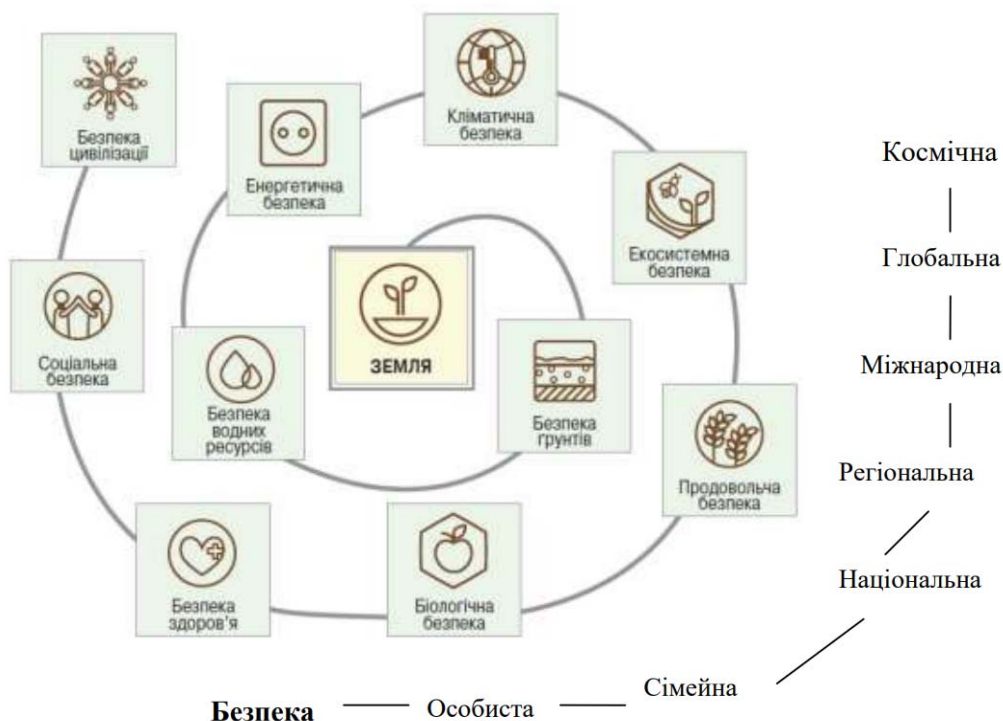 Безпека
цивілізації
Енергетична
безпека
Кліматична
безпека
Екосистемна
безпека
Соціальна
безпека
Безпека
водних
ресурсів
ЗЕМЛЯ
Безпека
ґрунтів
Продовольча
безпека
Безпека
здоров'я
Біологічна
безпека
Космічна
Глобальна
Міжнародна
Регіональна
Національна
Сімейна
Безпека Особиста